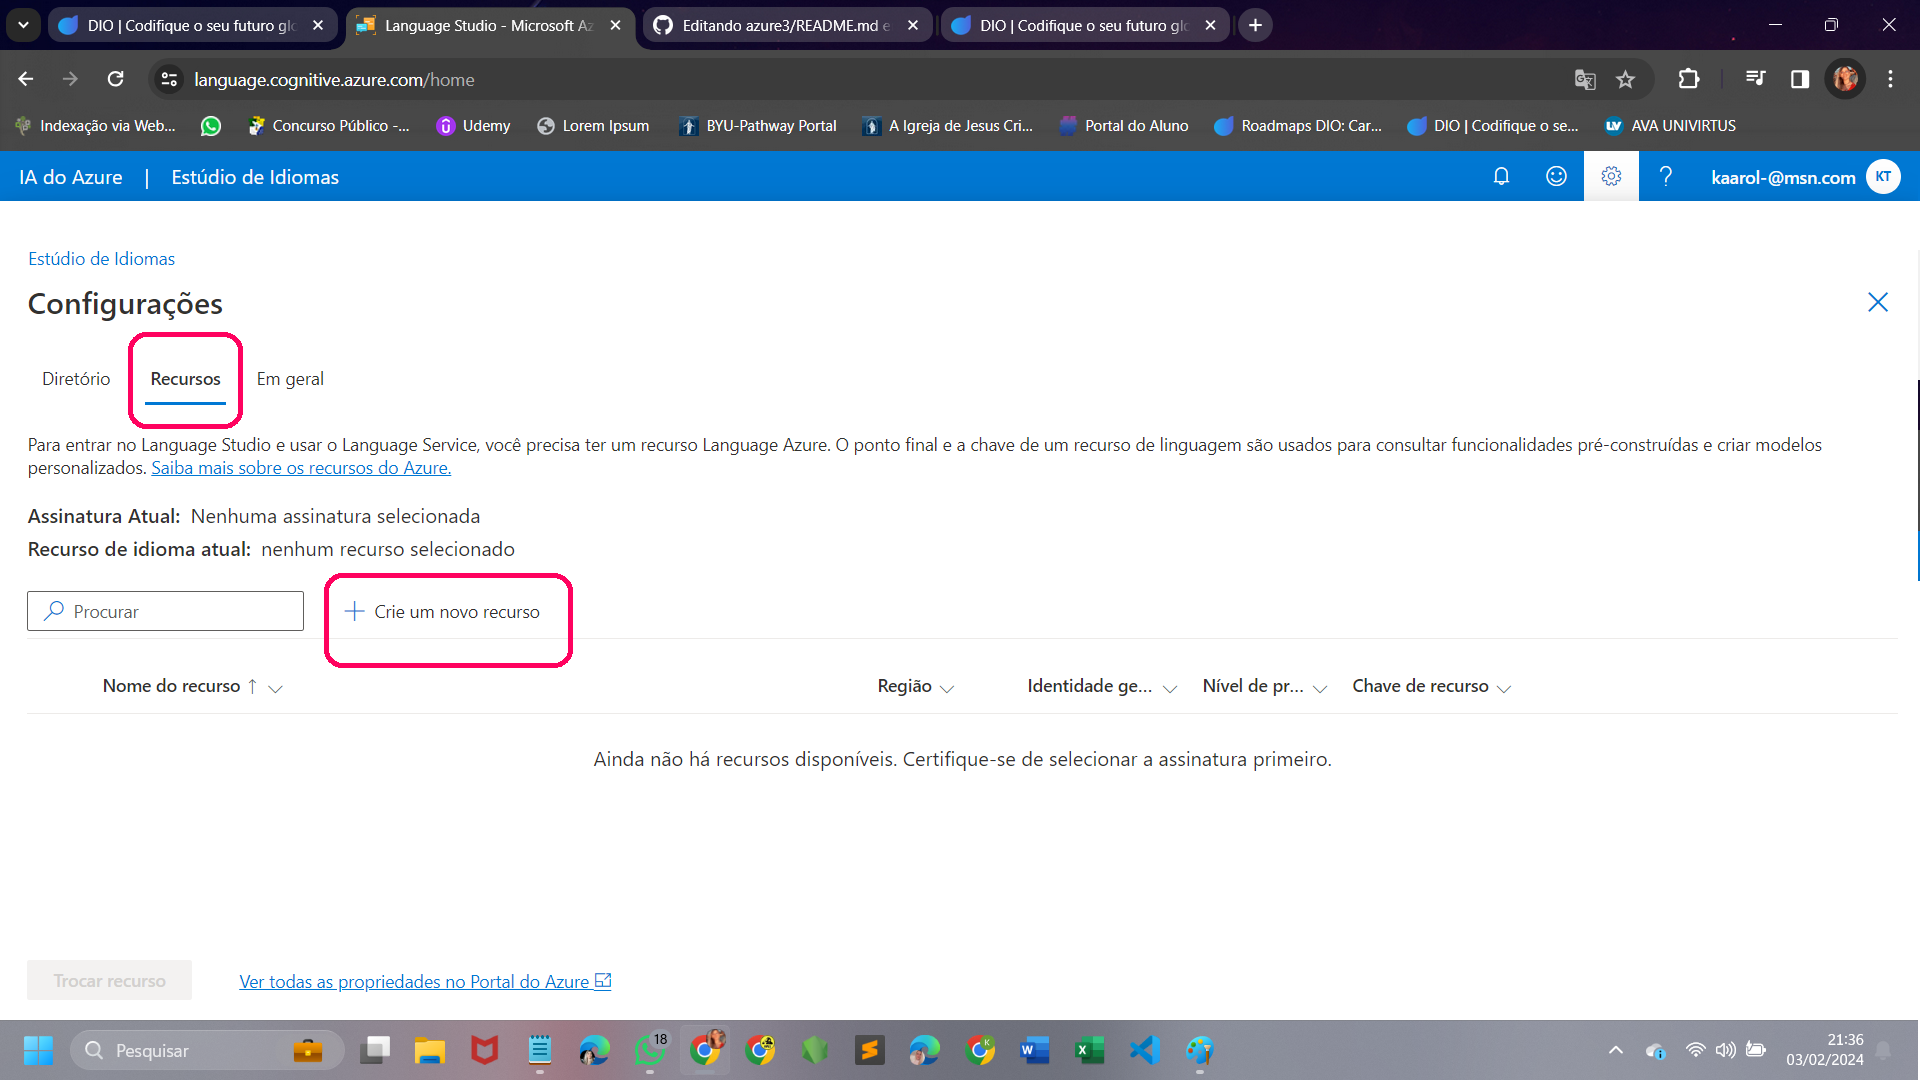 DIO | Codifique o seu futuro glo
Language Studio - Microsoft Az
Editando azure3/README.md e
DIO | Codifique o seu futuro glo
language.cognitive.azure.com/home
Indexação via Web...
Concurso Público -...
Udemy
Lorem Ipsum
BYU-Pathway Portal
A Igreja de Jesus Cri...
Portal do Aluno
Roadmaps DIO: Car...
DIO | Codifique o se...
AVA UNIVIRTUS
IA do Azure | Estúdio de Idiomas
kaarol-@msn.com KT
Estúdio de Idiomas
Configurações
Diretório Recursos Em geral
Para entrar no Language Studio e usar o Language Service, você precisa ter um recurso Language Azure. O ponto final e a chave de um recurso de linguagem são usados para consultar funcionalidades pré-construídas e criar modelos
personalizados. Saiba mais sobre os recursos do Azure.
Assinatura Atual: Nenhuma assinatura selecionada
Recurso de idioma atual: nenhum recurso selecionado
Procurar
Crie um novo recurso
Nome do recurso ↑ Região Identidade ge... Nível de pr... Chave de recurso
Ainda não há recursos disponíveis. Certifique-se de selecionar a assinatura primeiro.
Trocar recurso
Ver todas as propriedades no Portal do Azure
Pesquisar
18
21:36
03/02/2024